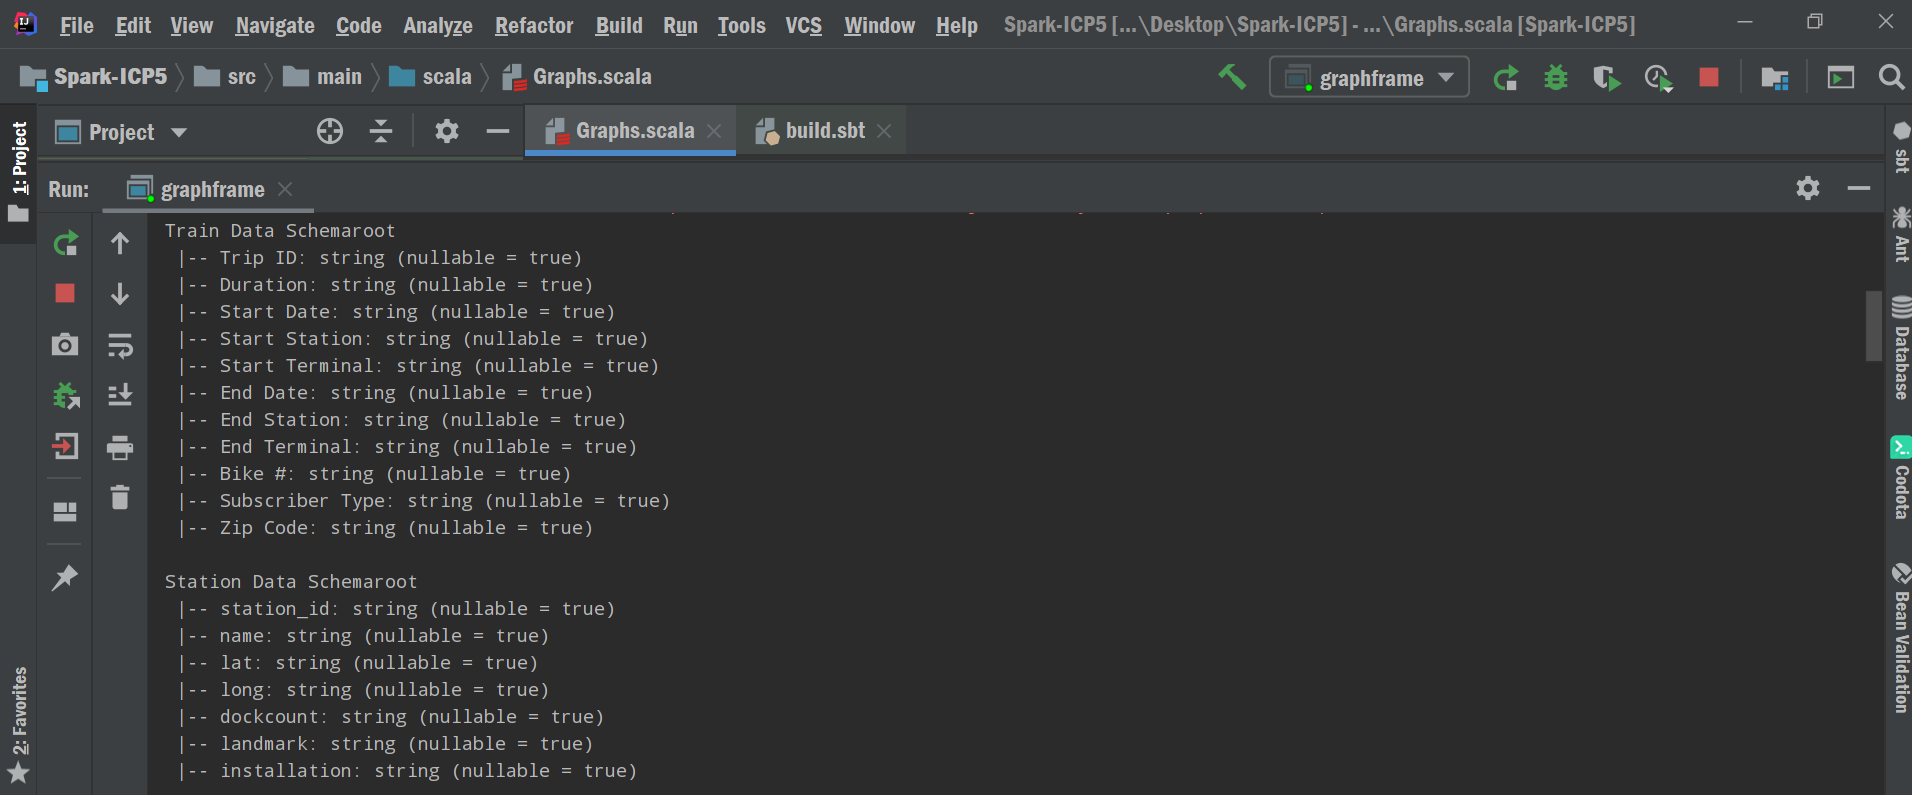 File Edit View Navigate Code Analyze Refactor Build Run Tools VCS Window Help Spark-ICP5 [...\Desktop\Spark-ICP5] - ...\Graphs.scala [Spark-ICP5]
Spark-ICP5 src main scala Graphs.scala graphframe
Project Graphs.scala build.sbt
Run: graphframe
Train Data Schemaroot
|-- Trip ID: string (nullable = true)
|-- Duration: string (nullable = true)
|-- Start Date: string (nullable = true)
|-- Start Station: string (nullable = true)
|-- Start Terminal: string (nullable = true)
|-- End Date: string (nullable = true)
|-- End Station: string (nullable = true)
|-- End Terminal: string (nullable = true)
|-- Bike #: string (nullable = true)
|-- Subscriber Type: string (nullable = true)
|-- Zip Code: string (nullable = true)
Station Data Schemaroot
|-- station_id: string (nullable = true)
|-- name: string (nullable = true)
|-- lat: string (nullable = true)
|-- long: string (nullable = true)
|-- dockcount: string (nullable = true)
|-- landmark: string (nullable = true)
|-- installation: string (nullable = true)
1: Project
2: Favorites
sbt
Ant
Database
Codota
Bean Validation